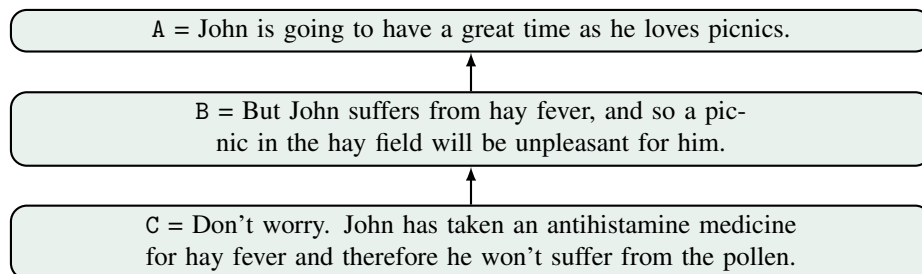 A = John is going to have a great time as he loves picnics.
B = But John suffers from hay fever, and so a pic-
nic in the hay field will be unpleasant for him.
C = Don't worry. John has taken an antihistamine medicine
for hay fever and therefore he won't suffer from the pollen.